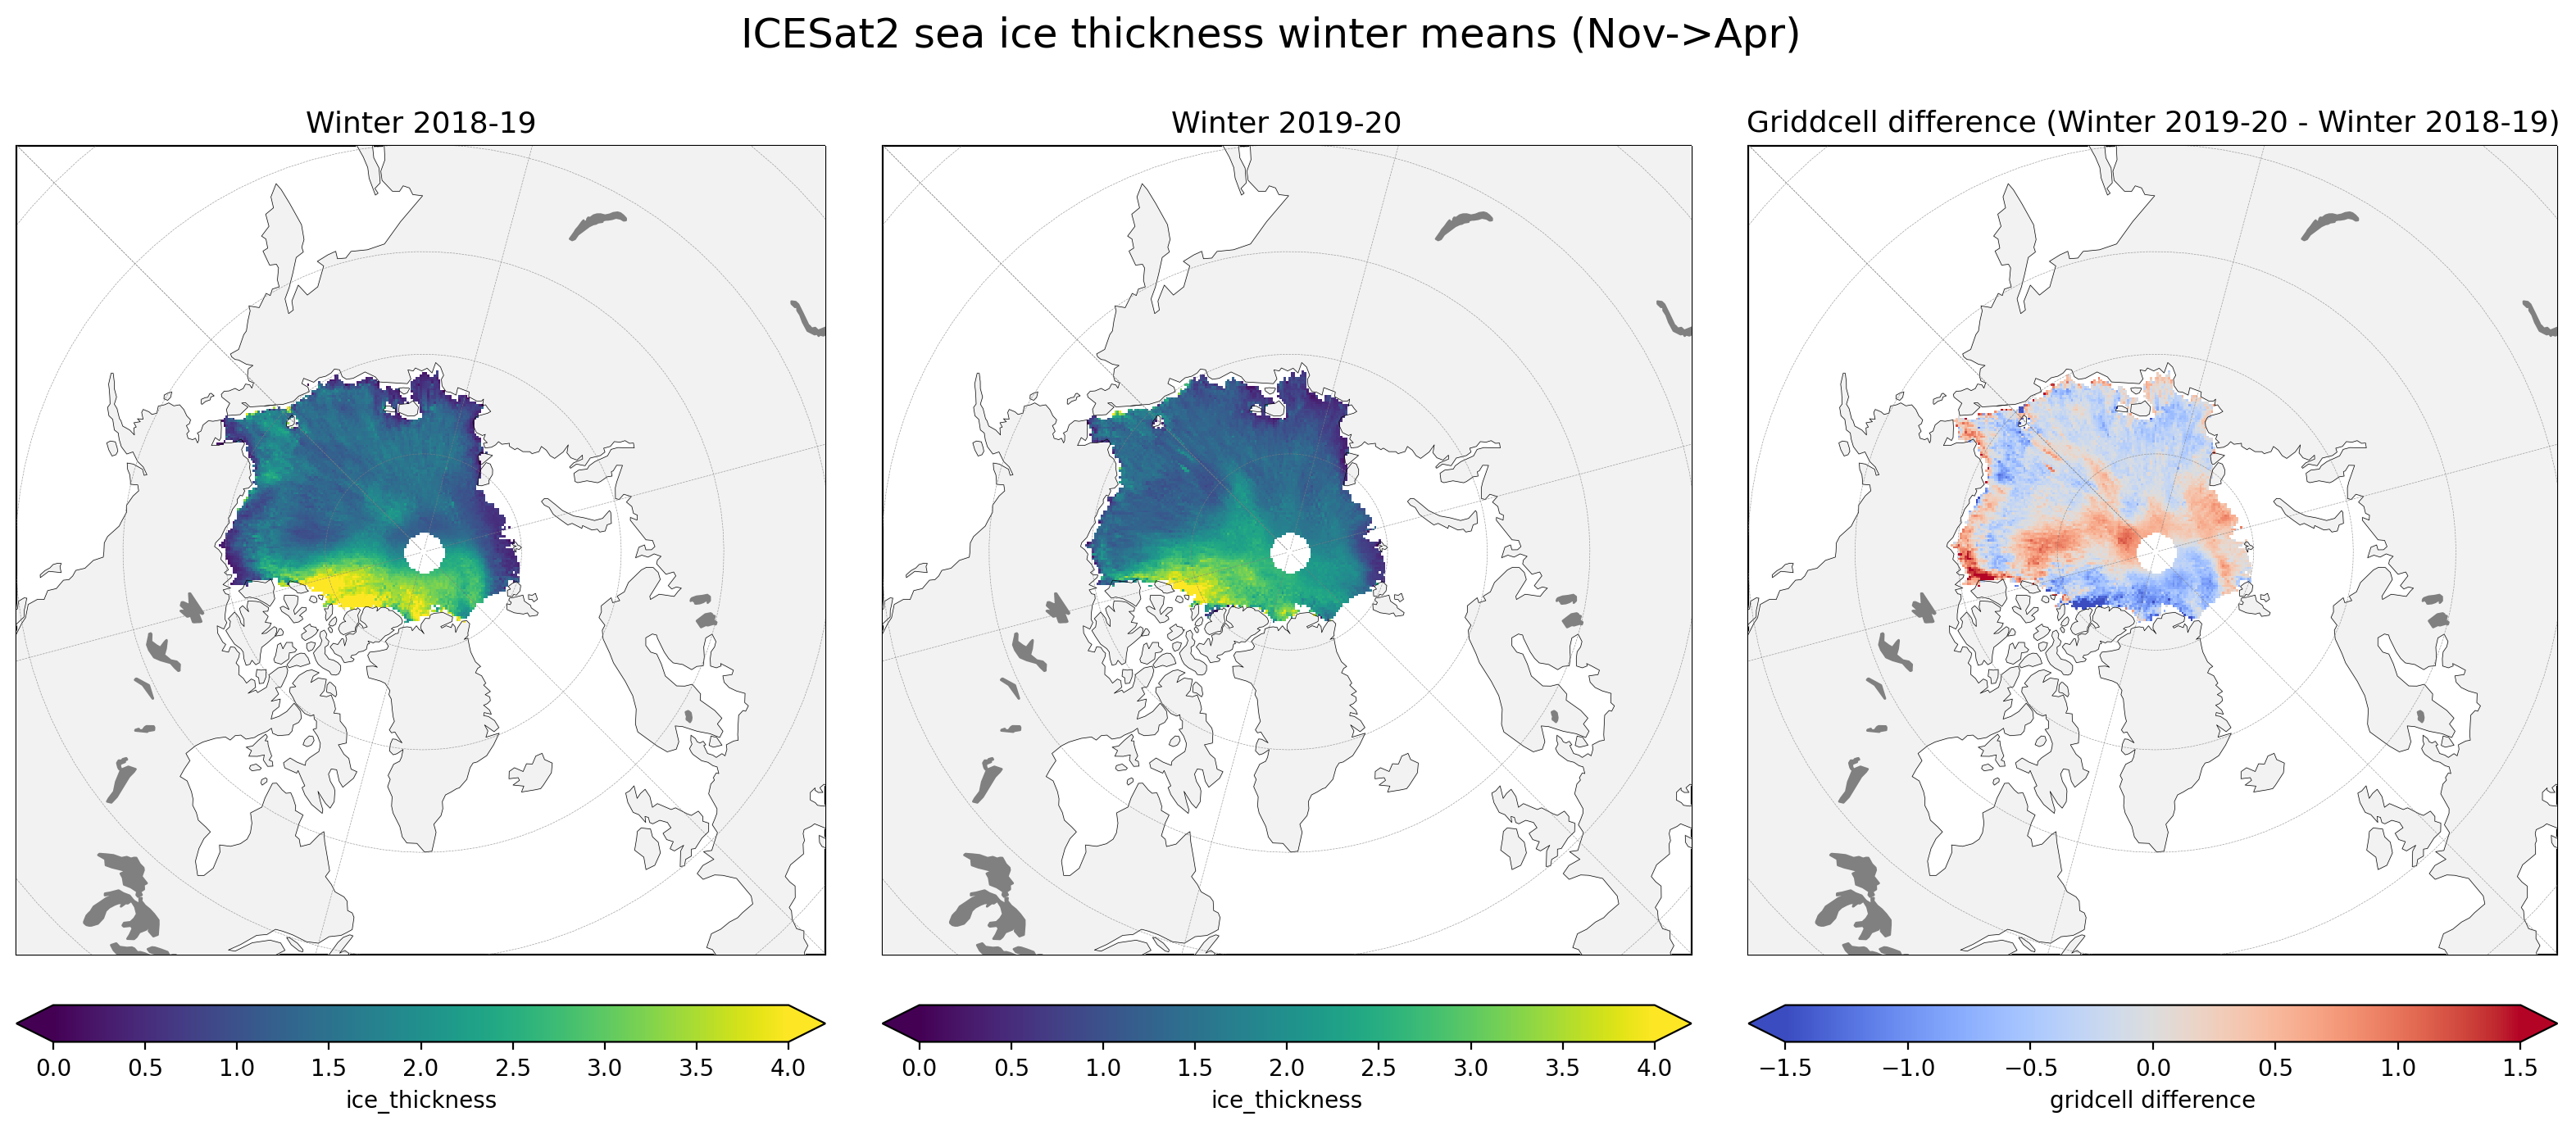 ICESat2 sea ice thickness winter means (Nov->Apr)
Winter 2018-19
Winter 2019-20
Griddcell difference (Winter 2019-20 - Winter 2018-19)
0.0 0.5 1.0 1.5 2.0 2.5 3.0 3.5 4.0
ice_thickness
0.0 0.5 1.0 1.5 2.0 2.5 3.0 3.5 4.0
ice_thickness
−1.5 −1.0 −0.5 0.0 0.5 1.0 1.5
gridcell difference